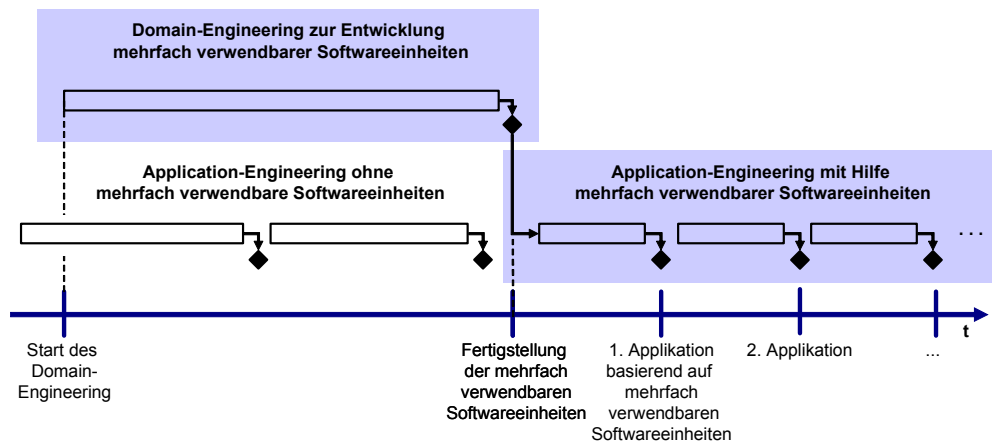 Domain-Engineering zur Entwicklung
mehrfach verwendbarer Softwareeinheiten
Application-Engineering ohne
mehrfach verwendbare Softwareeinheiten
Application-Engineering mit Hilfe
mehrfach verwendbarer Softwareeinheiten
. . .
t
Start des
Domain-
Engineering
Fertigstellung
der mehrfach
verwendbaren
Softwareeinheiten
1. Applikation
basierend auf
mehrfach
verwendbaren
Softwareeinheiten
2. Applikation
...